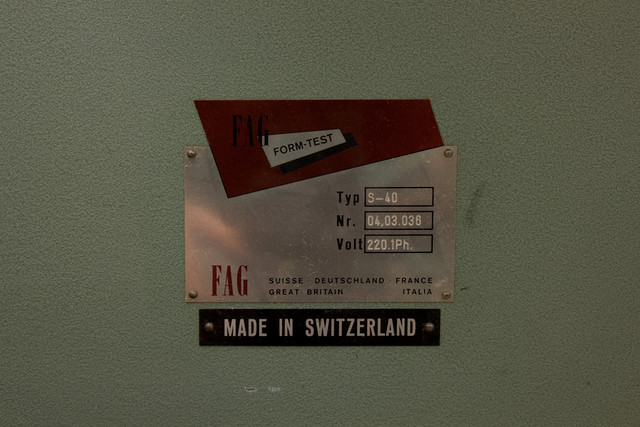 FAG
FORM-TEST
Typ S-40
Nr. 04,03.036
Volt 220.1Ph.
FAG SUISSE DEUTSCHLAND FRANCE
GREAT BRITAIN ITALIA
MADE IN SWITZERLAND